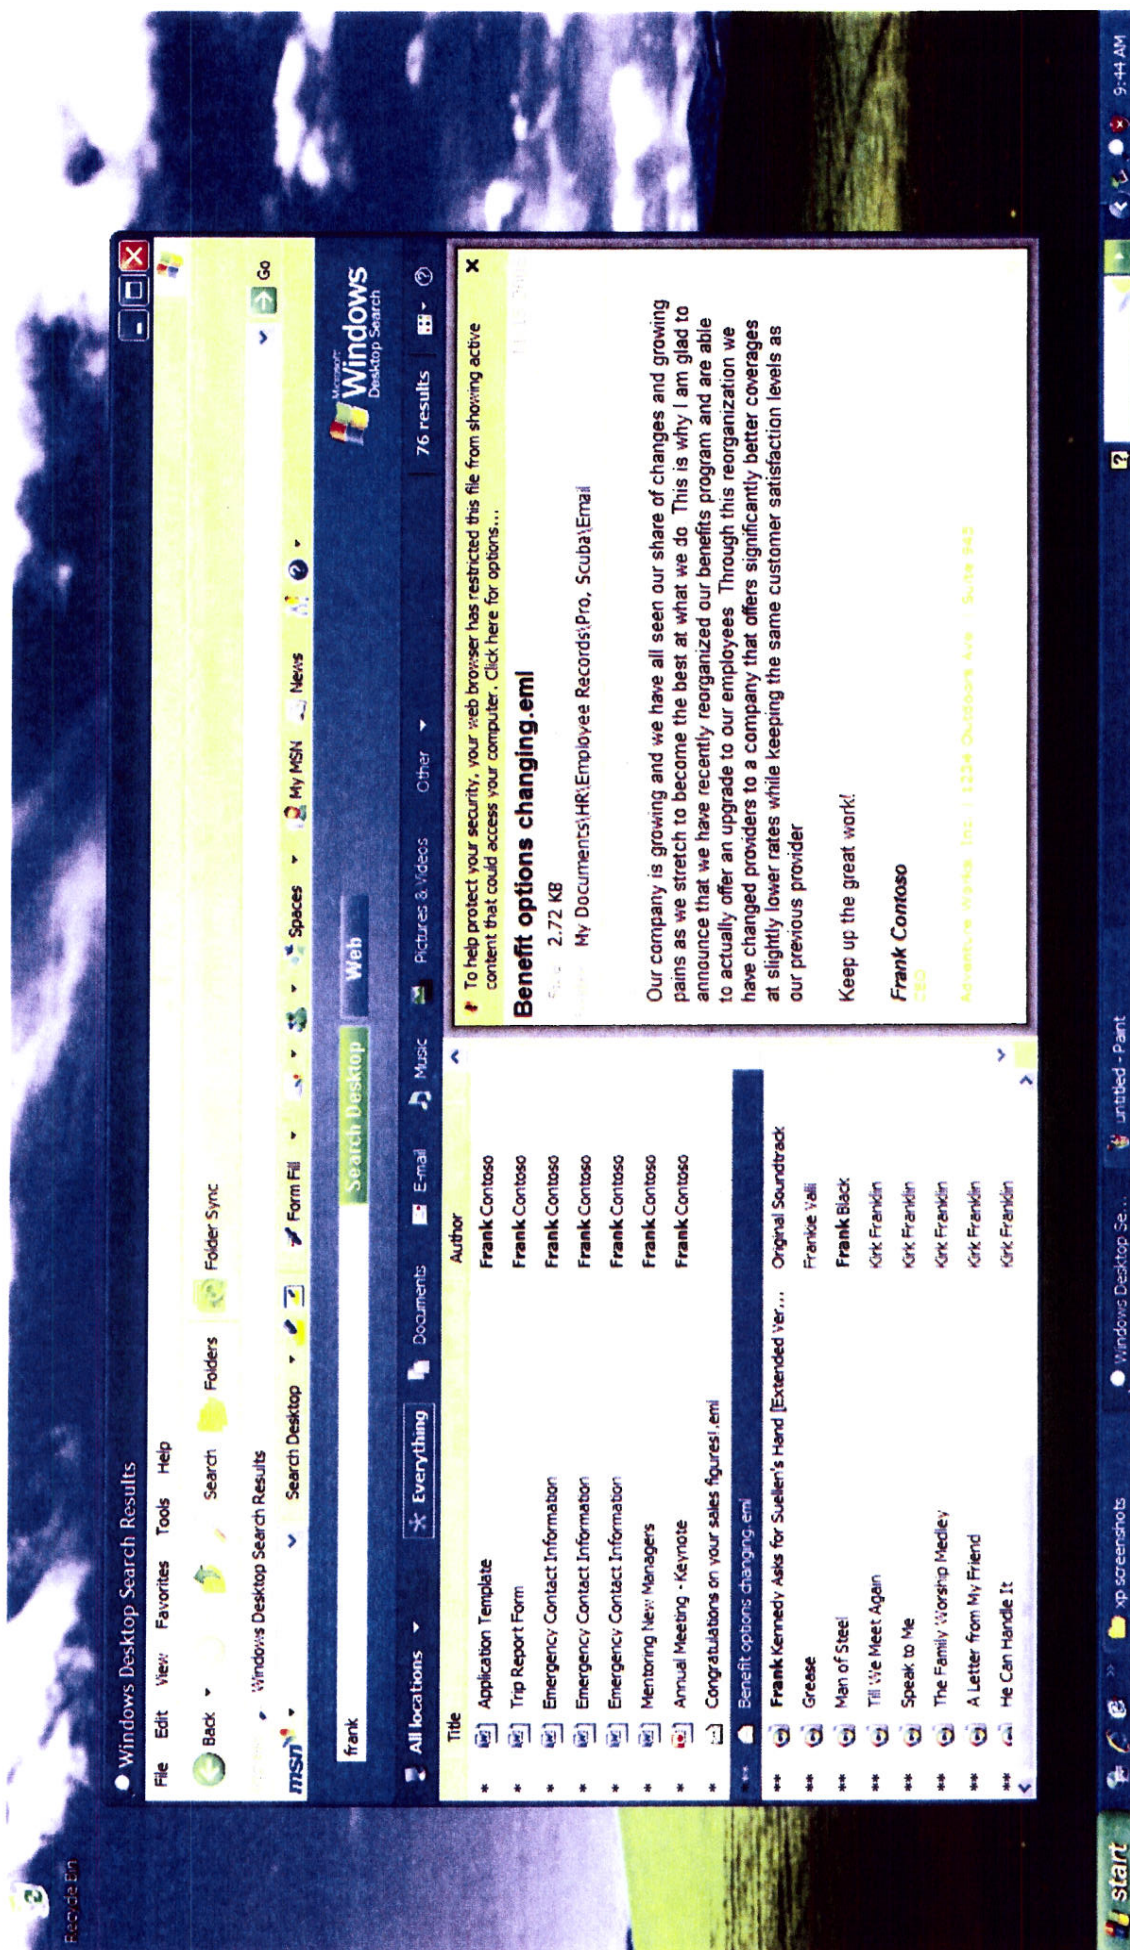 Recycle Bin
Windows Desktop Search Results
File Edit View Favorites Tools Help
Back Search Folders Folder Sync
Windows Desktop Search Results Go
msn Search Desktop Form Fill Spaces My MSN News
frank Search Desktop Web
Microsoft
Windows
Desktop Search
All locations Everything Documents E-mail Music Pictures & Videos Other 76 results
Title Author
* Application Template Frank Contoso
* Trip Report Form Frank Contoso
* Emergency Contact Information Frank Contoso
* Emergency Contact Information Frank Contoso
* Emergency Contact Information Frank Contoso
* Mentoring New Managers Frank Contoso
* Annual Meeting - Keynote Frank Contoso
* Congratulations on your sales figures!.eml
** Benefit options changing.eml
** Frank Kennedy Asks for Suellen's Hand [Extended Ver... Original Soundtrack
** Grease Frankie Valli
** Man of Steel Frank Black
** Till We Meet Again Kirk Franklin
** Speak to Me Kirk Franklin
** The Family Worship Medley Kirk Franklin
** A Letter from My Friend Kirk Franklin
** He Can Handle It Kirk Franklin
To help protect your security, your web browser has restricted this file from showing active
content that could access your computer. Click here for options...
Benefit options changing.eml
2.72 KB
My Documents\HR\Employee Records\Pro, Scuba\Email
Our company is growing and we have all seen our share of changes and growing
pains as we stretch to become the best at what we do This is why I am glad to
announce that we have recently reorganized our benefits program and are able
to actually offer an upgrade to our employees. Through this reorganization we
have changed providers to a company that offers significantly better coverages
at slightly lower rates while keeping the same customer satisfaction levels as
our previous provider
Keep up the great work!
Frank Contoso
CEO
Adventure Works Inc | 1234 Outdoors Ave | Suite 943
start xp screenshots Windows Desktop Se... untitled - Paint 9:44 AM